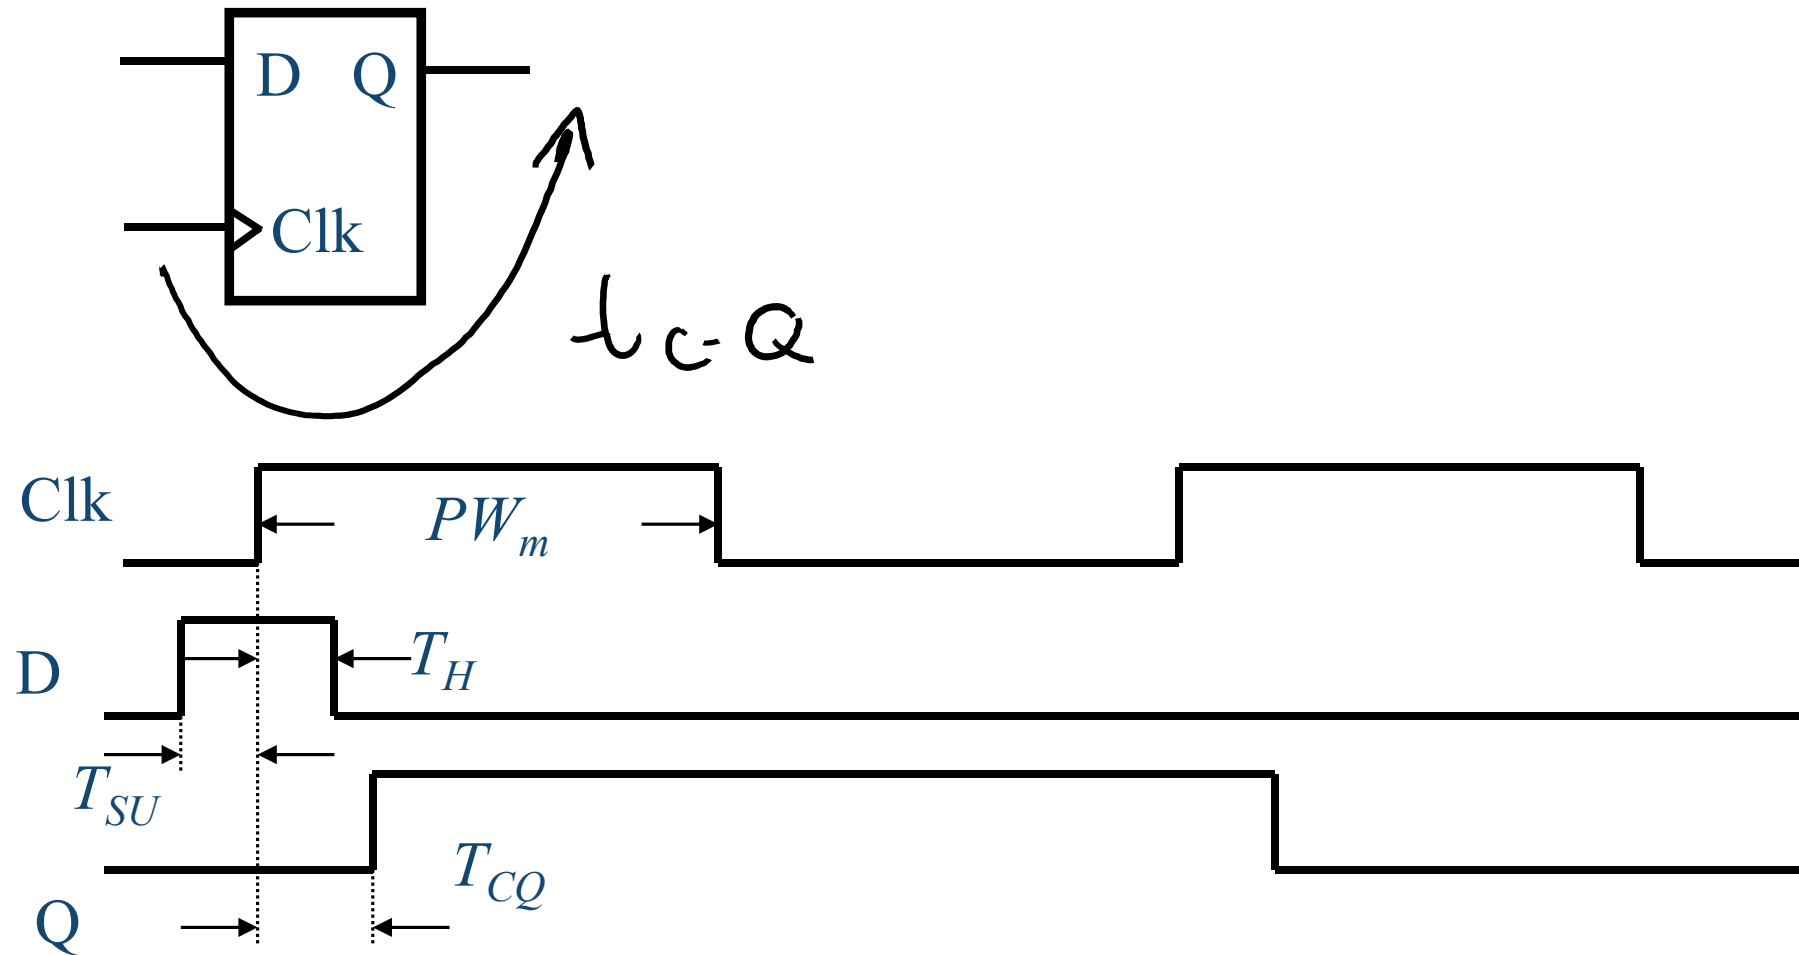 D Q
Clk
t c-Q
Clk
PWm
D
TH
TSU
TCQ
Q